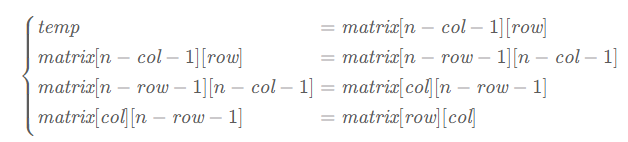 temp = matrix[n − col − 1][row]
matrix[n − col − 1][row] = matrix[n − row − 1][n − col − 1]
matrix[n − row − 1][n − col − 1] = matrix[col][n − row − 1]
matrix[col][n − row − 1] = matrix[row][col]